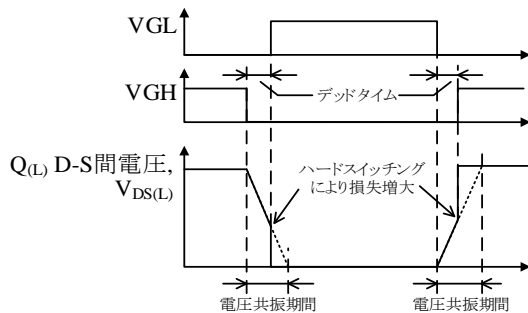 VGL
VGH
デッドタイム
Q(L) D-S間電圧,
VDS(L)
ハードスイッチング
により損失増大
電圧共振期間
電圧共振期間